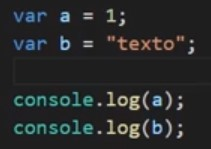 var a = 1;
var b = "texto";
console.log(a);
console.log(b);